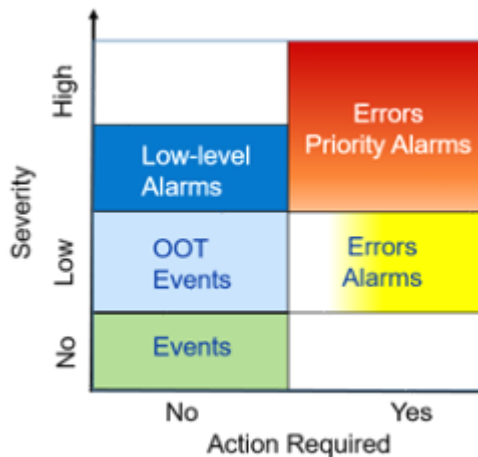 High
Errors
Priority Alarms
Low-level
Alarms
Severity
Low
OOT
Events
Errors
Alarms
No
Events
No
Yes
Action Required